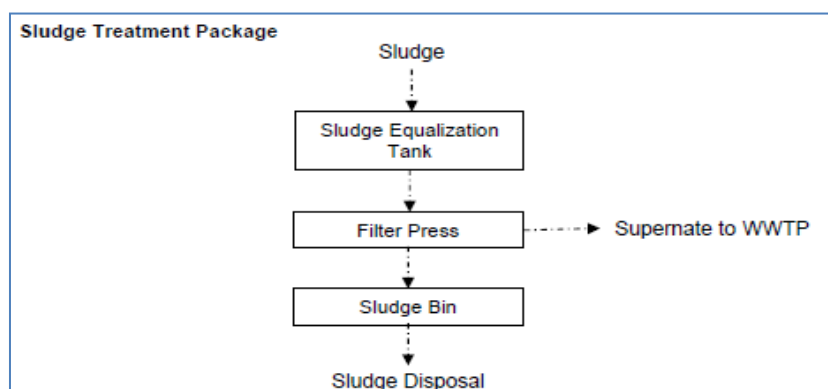 Sludge Treatment Package
Sludge
Sludge Equalization
Tank
Filter Press
Supernate to WWTP
Sludge Bin
Sludge Disposal